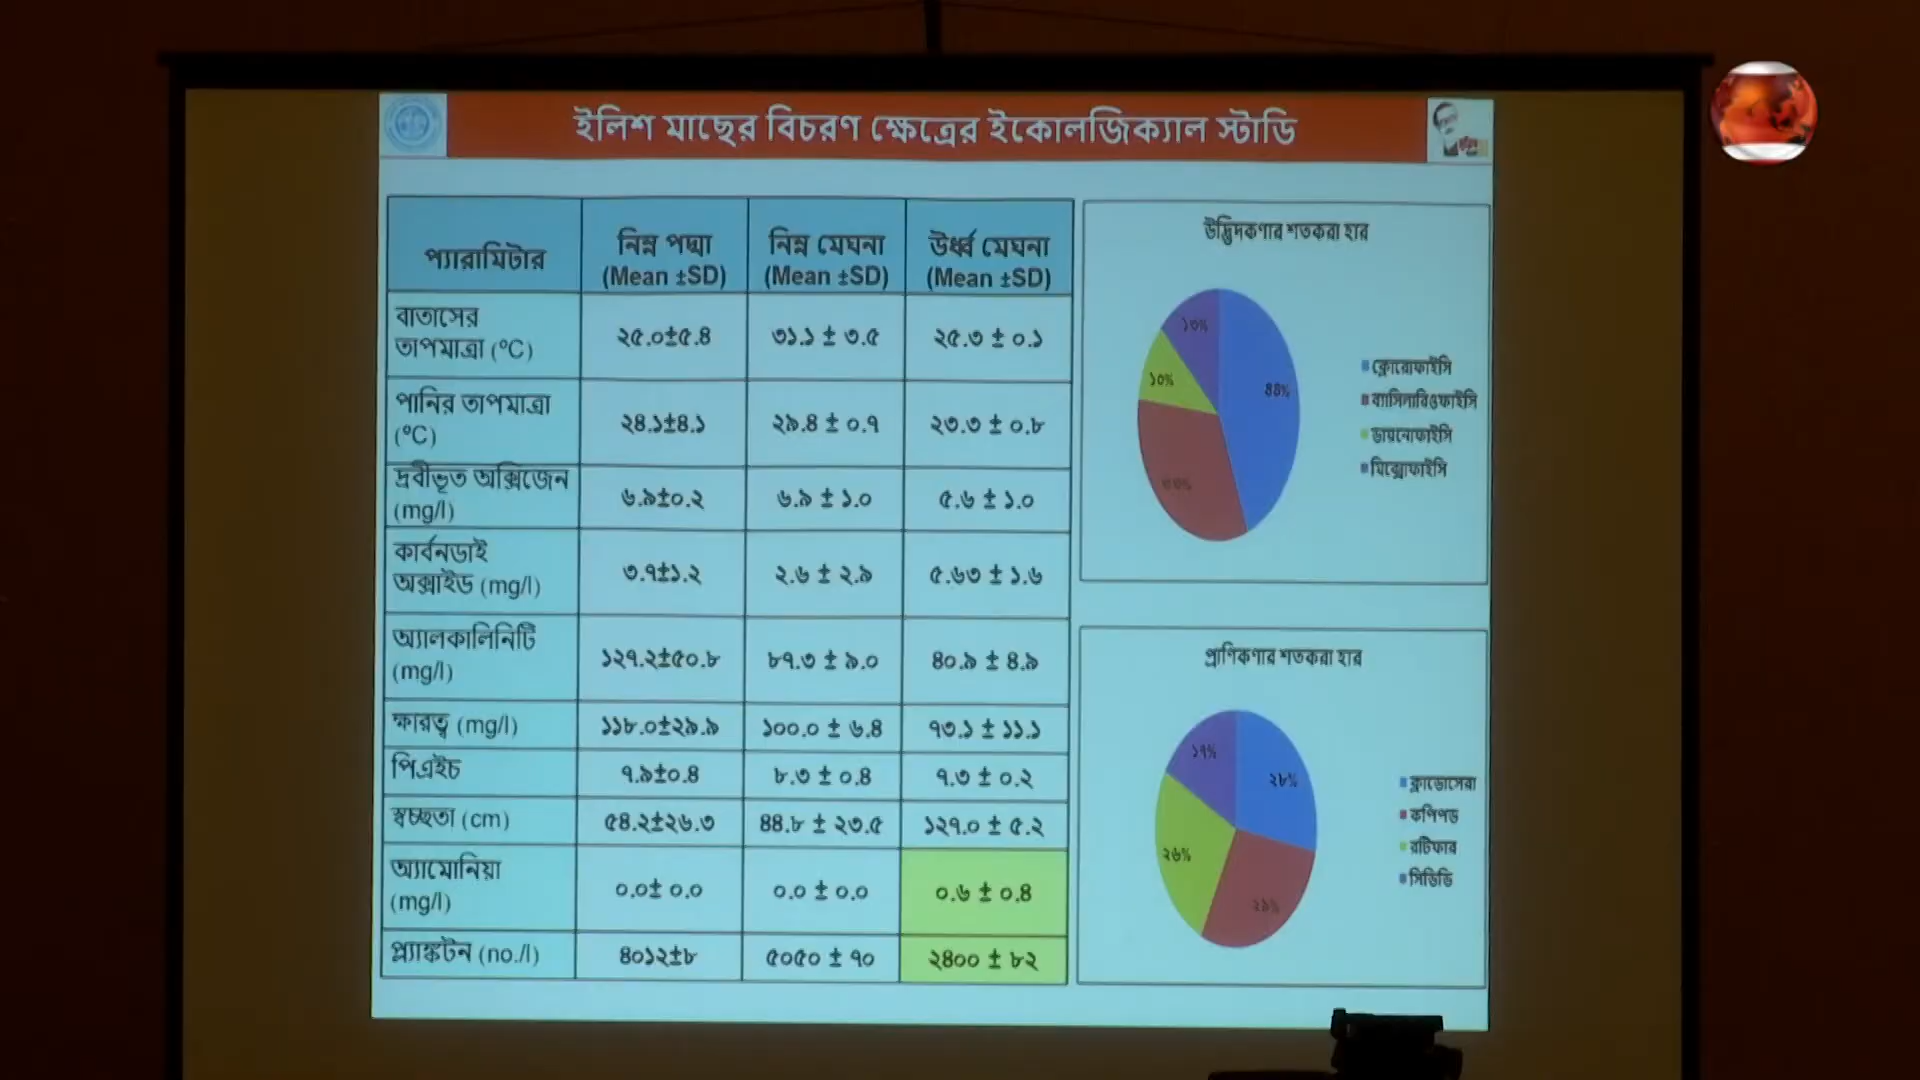 ইলিশ মাছের বিচরণ ক্ষেত্রের ইকোলজিক্যাল স্টাডি
প্যারামিটার
নিম্ন পদ্মা
(Mean ±SD)
নিম্ন মেঘনা
(Mean ±SD)
উর্ধ্ব মেঘনা
(Mean ±SD)
বাতাসের
তাপমাত্রা (°C)
২৫.০±৫.৪
৩১.১ ± ৩.৫
২৫.৩ ± ০.১
পানির তাপমাত্রা
(°C)
২৪.১±৪.১
২৯.৪ ± ০.৭
২৩.৩ ± ০.৮
দ্রবীভূত অক্সিজেন
(mg/l)
৬.৯±০.২
৬.৯ ± ১.০
৫.৬ ± ১.০
কার্বনডাই
অক্সাইড (mg/l)
৩.৭±১.২
২.৬ ± ২.৯
৫.৬৩ ± ১.৬
অ্যালকালিনিটি
(mg/l)
১২৭.২±৫০.৮
৮৭.৩ ± ৯.০
৪০.৯ ± ৪.৯
ক্ষারত্ব (mg/l)
১১৮.০±২৯.৯
১০০.০ ± ৬.৪
৭৩.১ ± ১১.১
পিএইচ
৭.৯±০.৪
৮.৩ ± ০.৪
৭.৩ ± ০.২
স্বচ্ছতা (cm)
৫৪.২±২৬.৩
৪৪.৮ ± ২৩.৫
১২৭.০ ± ৫.২
অ্যামোনিয়া
(mg/l)
০.০± ০.০
০.০ ± ০.০
০.৬ ± ০.৪
প্ল্যাঙ্কটন (no./l)
৪০১২±৮
৫০৫০ ± ৭০
২৪০০ ± ৮২
উদ্ভিদকণার শতকরা হার
১৩%
১০%
৪৪%
৩৩%
ক্লোরোফাইসি
ব্যাসিলারিওফাইসি
ডায়নোফাইসি
মিক্সোফাইসি
প্রাণিকণার শতকরা হার
১৭%
২৮%
২৬%
২৯%
ক্লাডোসেরা
কপিপড
রটিফার
সিডিডি